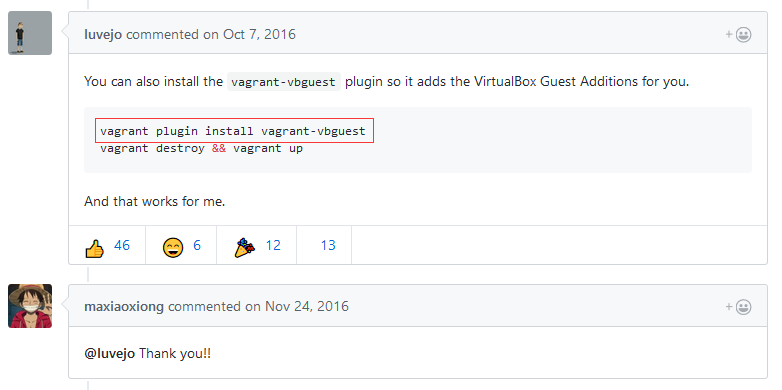 luvejo commented on Oct 7, 2016
You can also install the vagrant-vbguest plugin so it adds the VirtualBox Guest Additions for you.
vagrant plugin install vagrant-vbguest
vagrant destroy && vagrant up
And that works for me.
46 6 12 13
maxiaoxiong commented on Nov 24, 2016
@luvejo Thank you!!